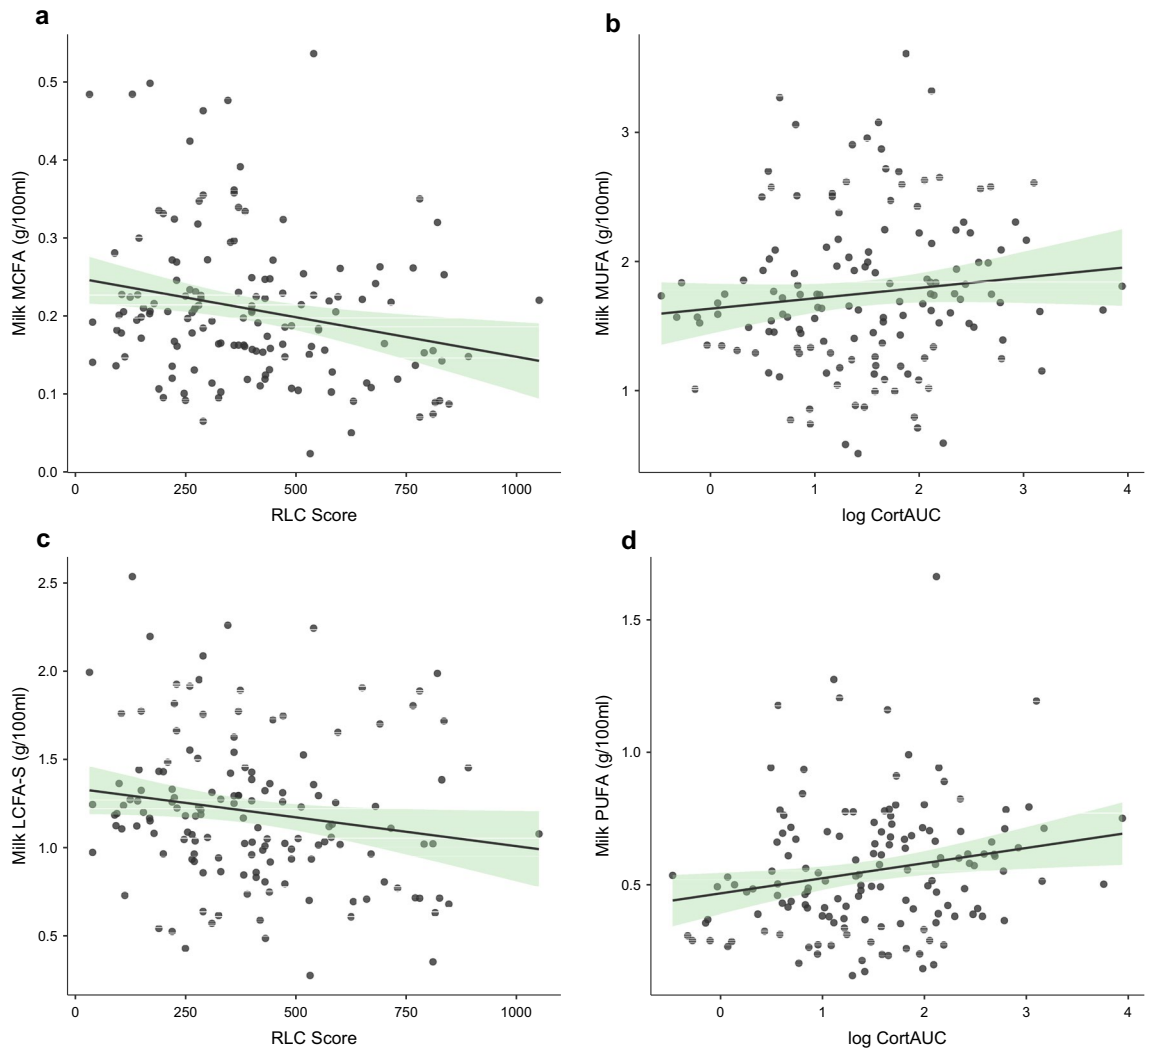 a
Milk MCFA (g/100ml)
0.5
0.4
0.3
0.2
0.1
0.0
0 250 500 750 1000
RLC Score
b
Milk MUFA (g/100ml)
3
2
1
0 1 2 3 4
log CortAUC
c
Milk LCFA-S (g/100ml)
2.5
2.0
1.5
1.0
0.5
0 250 500 750 1000
RLC Score
d
Milk PUFA (g/100ml)
1.5
1.0
0.5
0 1 2 3 4
log CortAUC